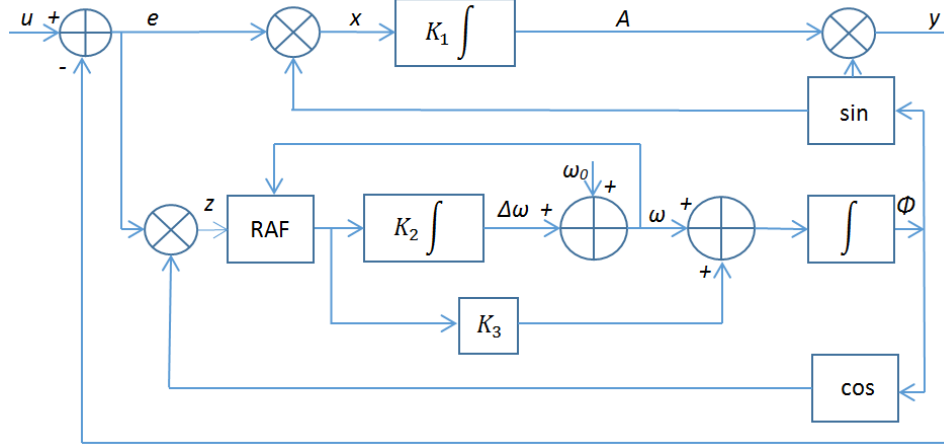 u + e x K₁ ∫ A y
-
sin
ω₀
+
z RAF K₂ ∫ Δω + ω + ∫ Φ
+
K₃
cos